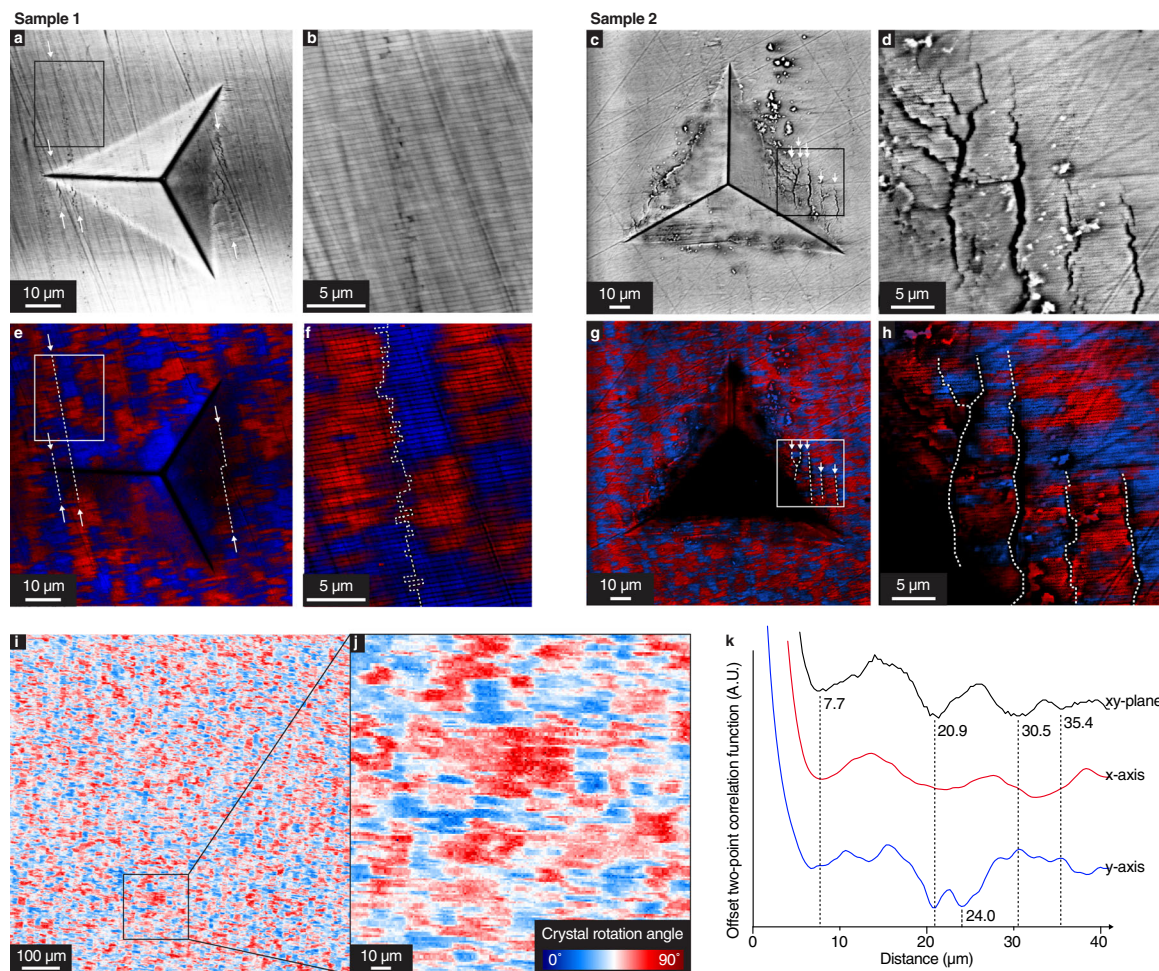 Sample 1
Sample 2
a
b
c
d
10 µm
5 µm
10 µm
5 µm
e
f
g
h
10 µm
5 µm
10 µm
5 µm
i
j
k
100 µm
10 µm
Crystal rotation angle
0° 90°
Offset two-point correlation function (A.U.)
7.7
20.9
30.5
35.4
xy-plane
x-axis
y-axis
24.0
0 10 20 30 40
Distance (µm)